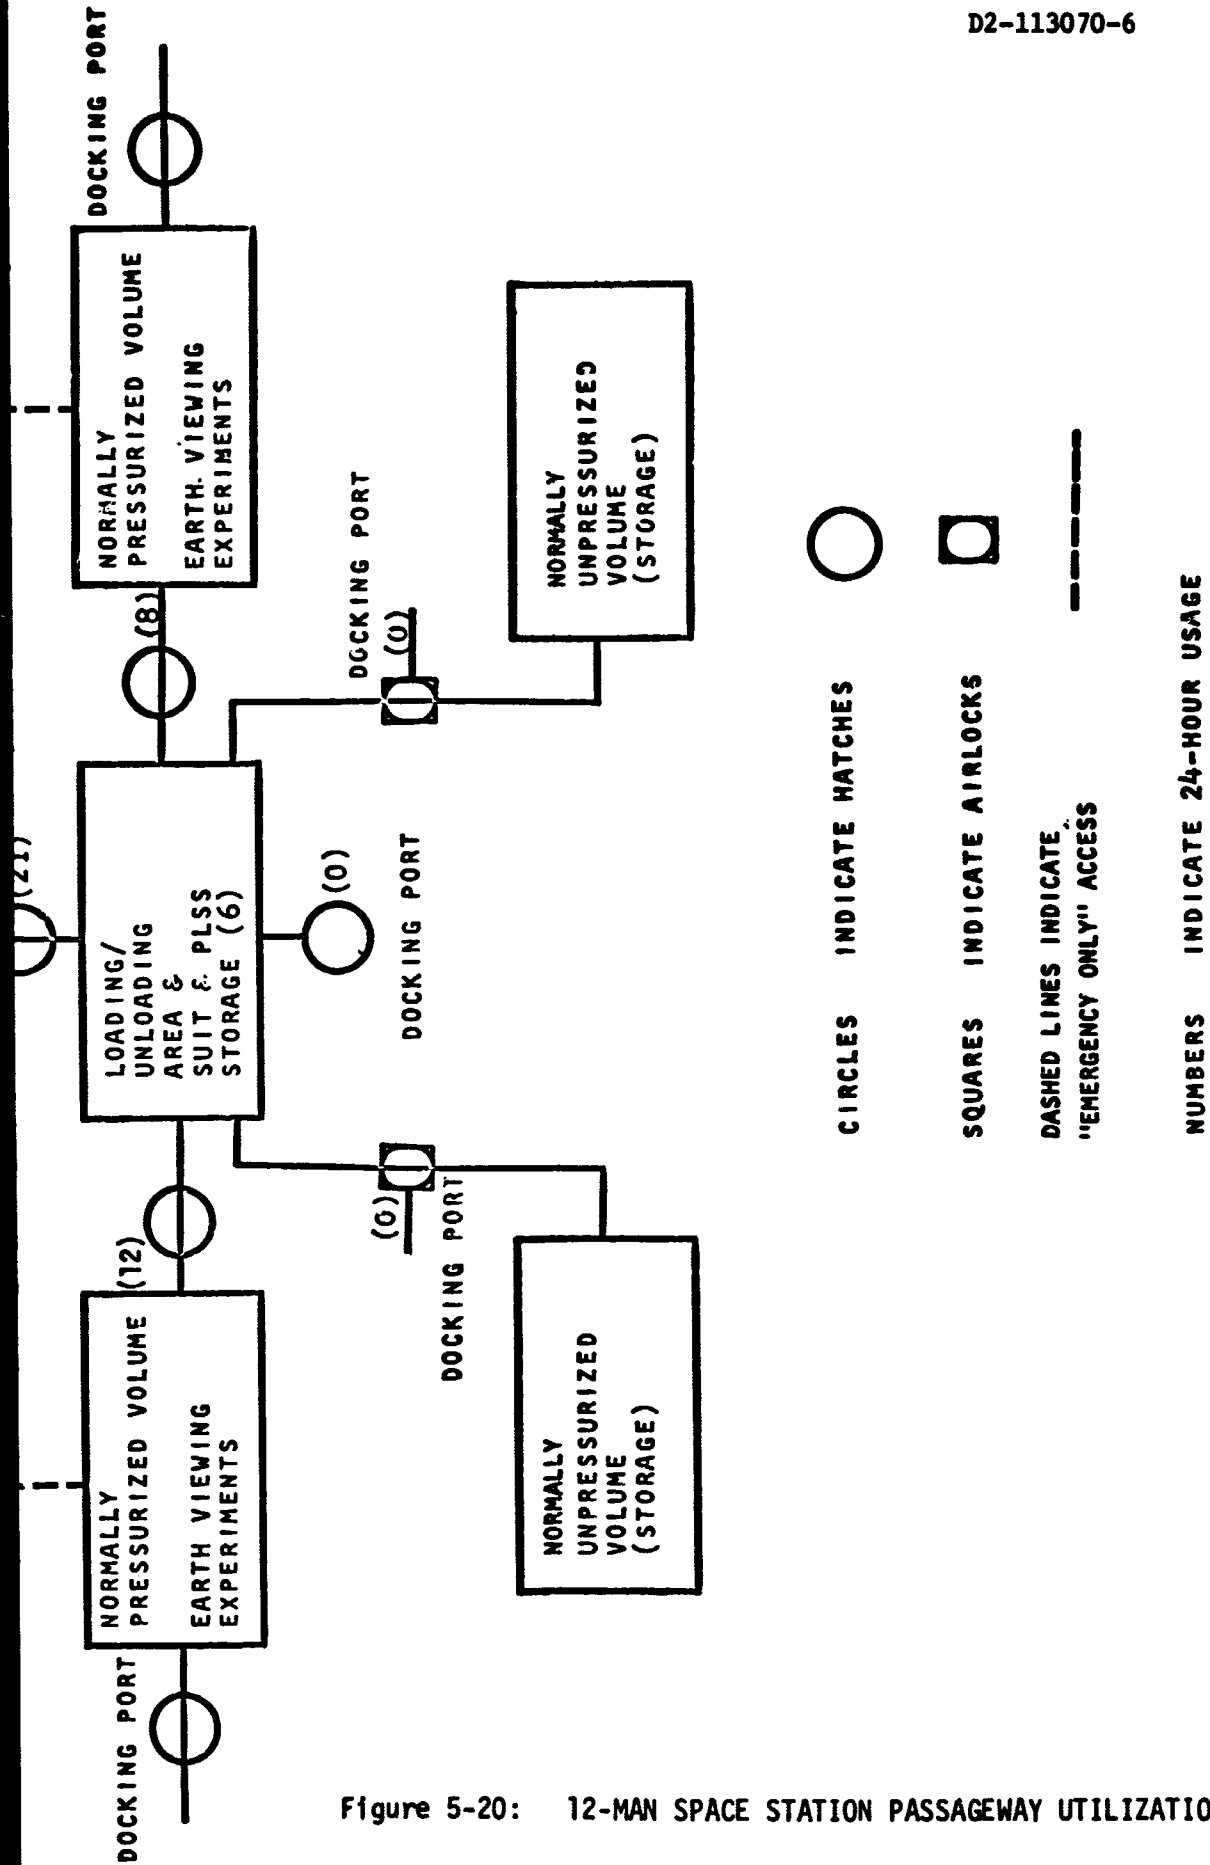 D2-113070-6
DOCKING PORT
NORMALLY
PRESSURIZED VOLUME
EARTH VIEWING
EXPERIMENTS
(12)
LOADING/
UNLOADING
AREA &
SUIT & PLSS
STORAGE (6)
(21)
(8)
NORMALLY
PRESSURIZED VOLUME
EARTH VIEWING
EXPERIMENTS
DOCKING PORT
(0)
DOCKING PORT
(0)
DOCKING PORT
(0)
DOCKING PORT
NORMALLY
UNPRESSURIZED
VOLUME
(STORAGE)
NORMALLY
UNPRESSURIZED
VOLUME
(STORAGE)
CIRCLES INDICATE HATCHES
SQUARES INDICATE AIRLOCKS
DASHED LINES INDICATE
"EMERGENCY ONLY" ACCESS
NUMBERS INDICATE 24-HOUR USAGE
Figure 5-20: 12-MAN SPACE STATION PASSAGEWAY UTILIZATIO